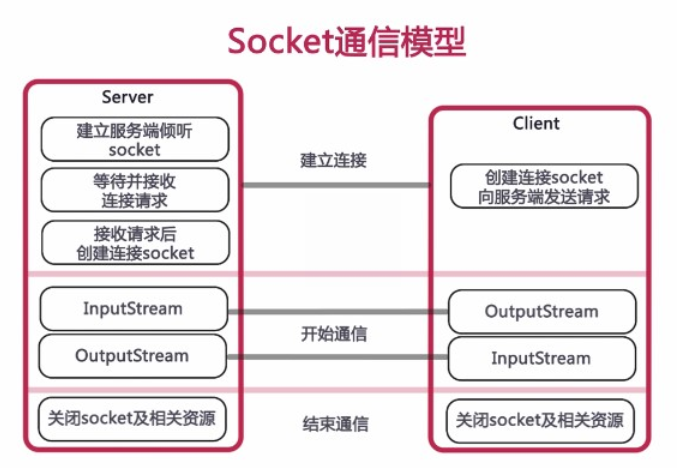 Socket通信模型
Server
建立服务端倾听
socket
等待并接收
连接请求
接收请求后
创建连接socket
建立连接
Client
创建连接socket
向服务端发送请求
InputStream
OutputStream
开始通信
OutputStream
InputStream
关闭socket及相关资源
结束通信
关闭socket及相关资源